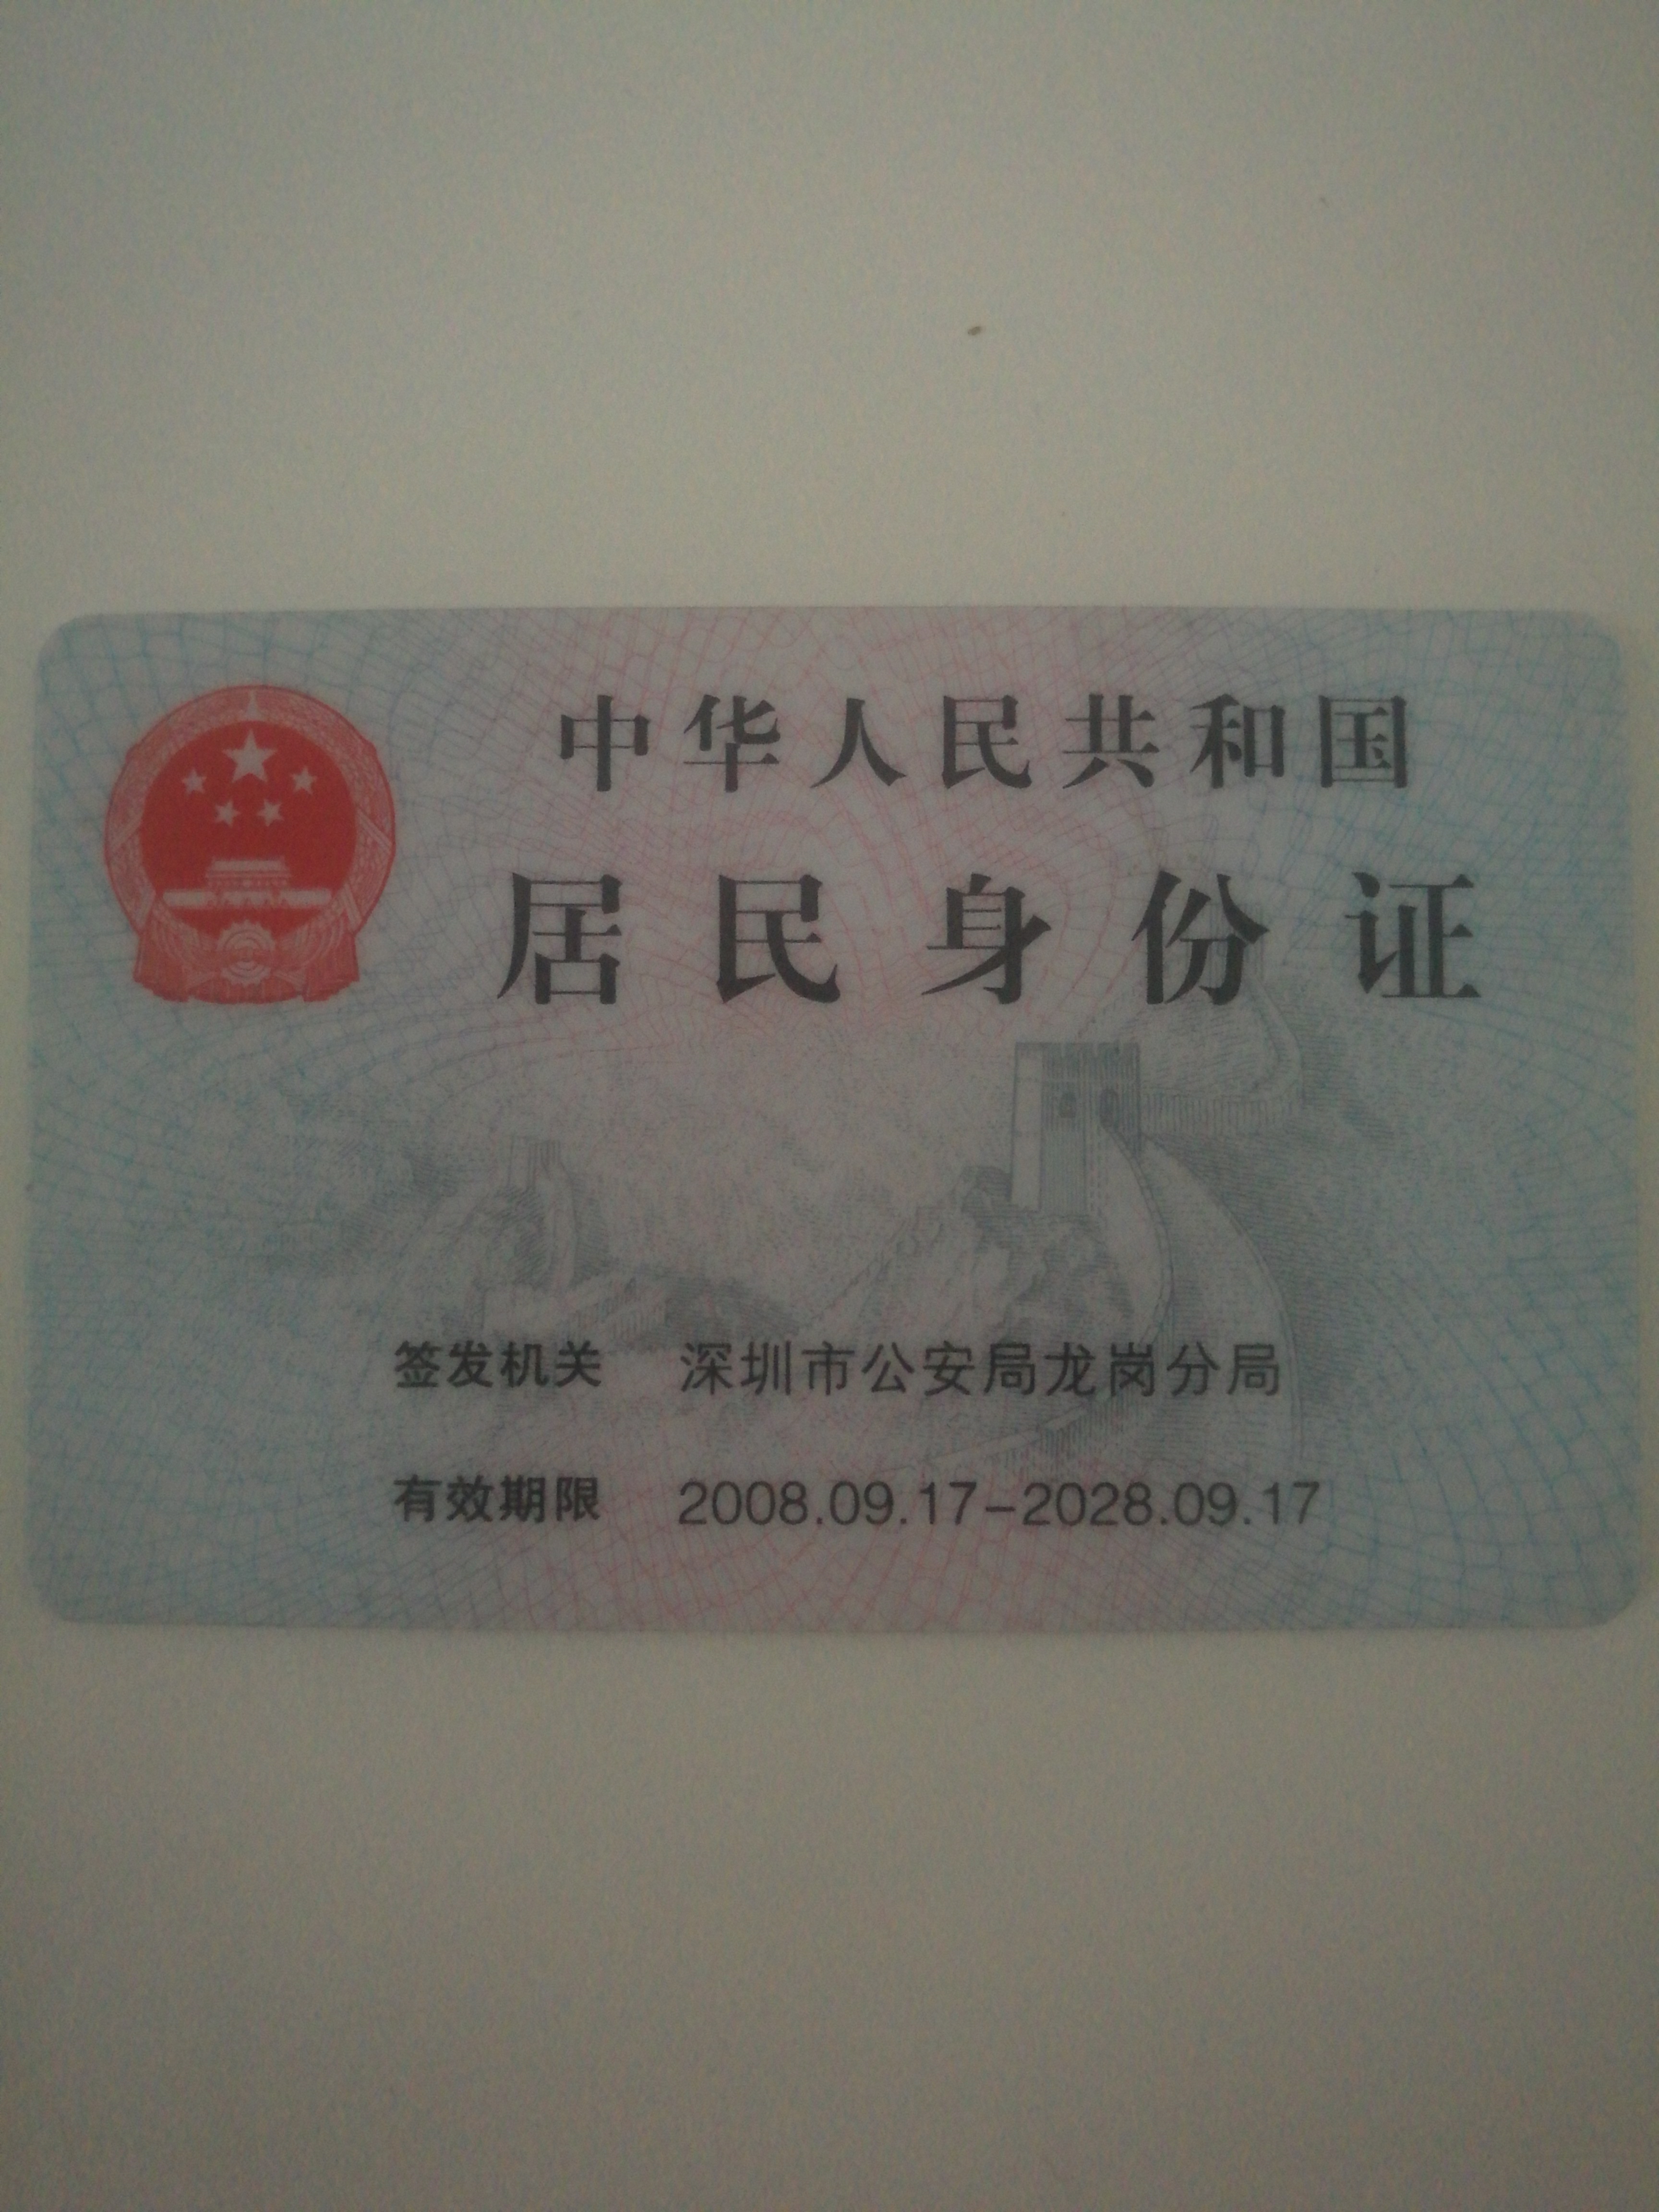 中华人民共和国
居民身份证
签发机关 深圳市公安局龙岗分局
有效期限 2008.09.17-2028.09.17